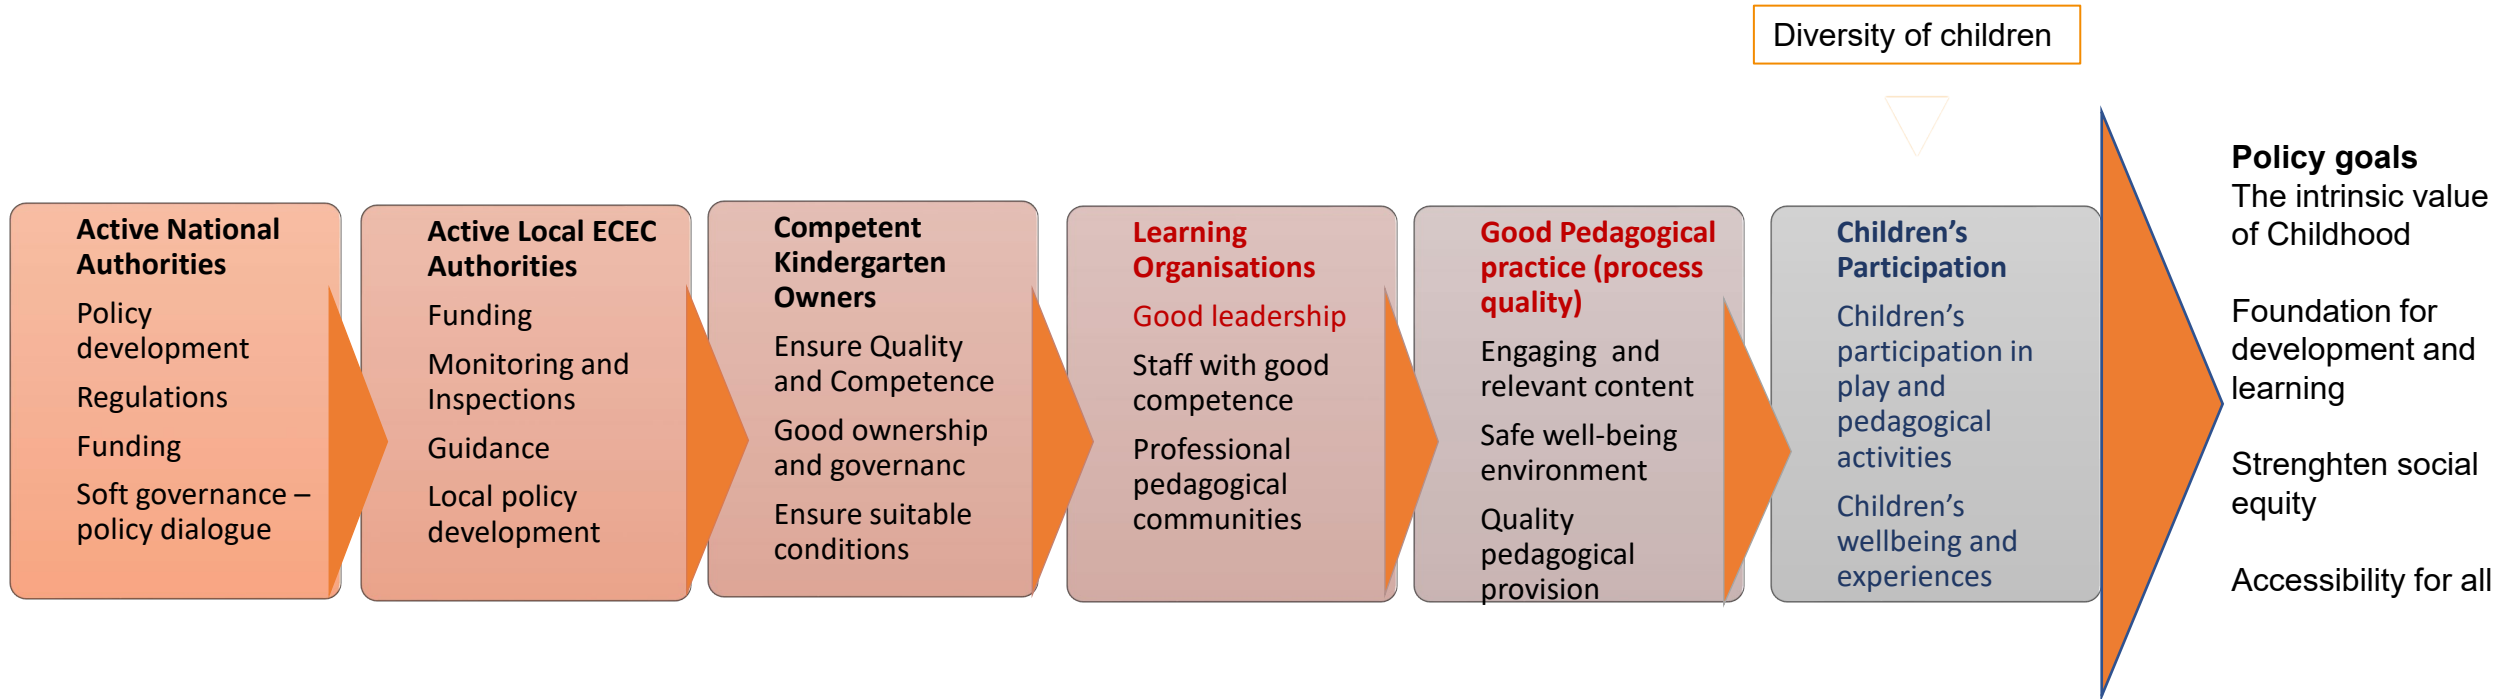 Diversity of children
Active National
Authorities
Policy
development
Regulations
Funding
Soft governance –
policy dialogue
Active Local ECEC
Authorities
Funding
Monitoring and
Inspections
Guidance
Local policy
development
Competent
Kindergarten
Owners
Ensure Quality
and Competence
Good ownership
and governanc
Ensure suitable
conditions
Learning
Organisations
Good leadership
Staff with good
competence
Professional
pedagogical
communities
Good Pedagogical
practice (process
quality)
Engaging and
relevant content
Safe well-being
environment
Quality
pedagogical
provision
Children’s
Participation
Children’s
participation in
play and
pedagogical
activities
Children’s
wellbeing and
experiences
Policy goals
The intrinsic value
of Childhood
Foundation for
development and
learning
Strenghten social
equity
Accessibility for all